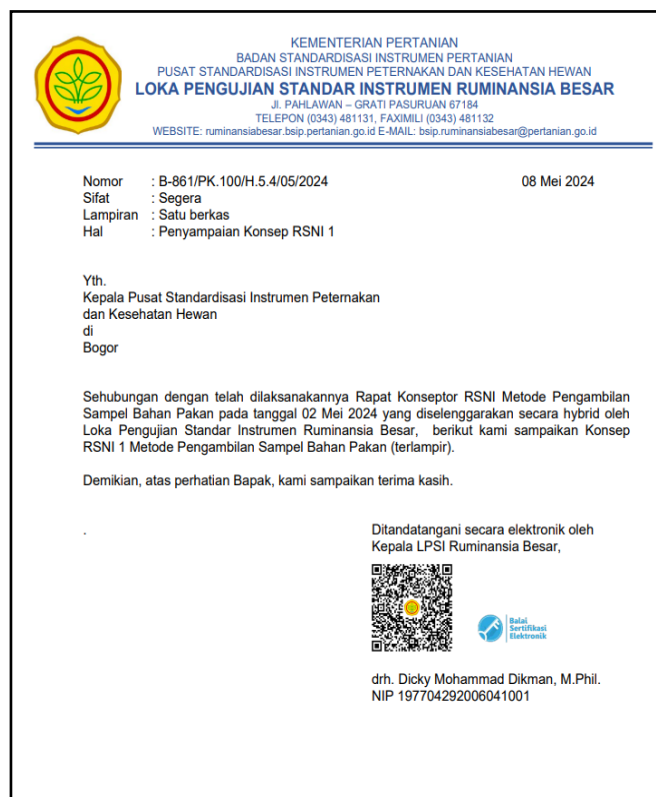 KEMENTERIAN PERTANIAN
BADAN STANDARDISASI INSTRUMEN PERTANIAN
PUSAT STANDARDISASI INSTRUMEN PETERNAKAN DAN KESEHATAN HEWAN
LOKA PENGUJIAN STANDAR INSTRUMEN RUMINANSIA BESAR
Jl. PAHLAWAN – GRATI PASURUAN 67184
TELEPON (0343) 481131, FAXIMILI (0343) 481132
WEBSITE: ruminansiabesar.bsip.pertanian.go.id E-MAIL: bsip.ruminansiabesar@pertanian.go.id
Nomor : B-861/PK.100/H.5.4/05/2024 08 Mei 2024
Sifat : Segera
Lampiran : Satu berkas
Hal : Penyampaian Konsep RSNI 1
Yth.
Kepala Pusat Standardisasi Instrumen Peternakan
dan Kesehatan Hewan
di
Bogor
Sehubungan dengan telah dilaksanakannya Rapat Konseptor RSNI Metode Pengambilan
Sampel Bahan Pakan pada tanggal 02 Mei 2024 yang diselenggarakan secara hybrid oleh
Loka Pengujian Standar Instrumen Ruminansia Besar, berikut kami sampaikan Konsep
RSNI 1 Metode Pengambilan Sampel Bahan Pakan (terlampir).
Demikian, atas perhatian Bapak, kami sampaikan terima kasih.
.
Ditandatangani secara elektronik oleh
Kepala LPSI Ruminansia Besar,
Balai
Sertifikasi
Elektronik
drh. Dicky Mohammad Dikman, M.Phil.
NIP 197704292006041001